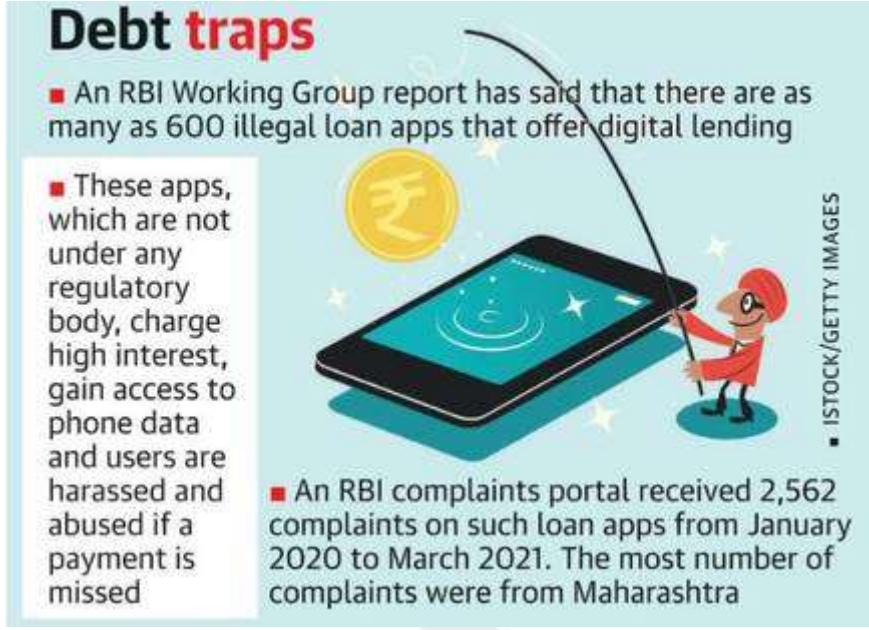 Debt traps
■ An RBI Working Group report has said that there are as
many as 600 illegal loan apps that offer digital lending
■ These apps,
which are not
under any
regulatory
body, charge
high interest,
gain access to
phone data
and users are
harassed and
abused if a
payment is
missed
■ An RBI complaints portal received 2,562
complaints on such loan apps from January
2020 to March 2021. The most number of
complaints were from Maharashtra
₹
■ ISTOCK/GETTY IMAGES